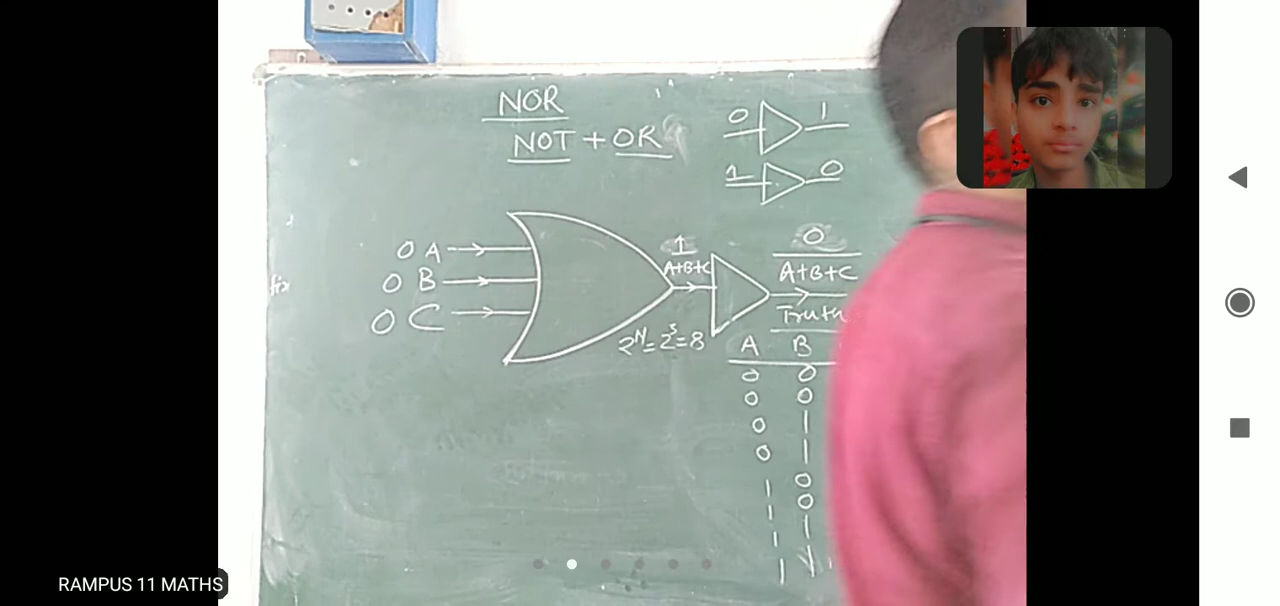 NOR
NOT + OR
0 1
1 0
0 A
0 B
0 C
1
A+B+C
0
A+B+C
2^N = 2^3 = 8
Truth
A B
0 0
0 0
0 1
0 1
1 0
1 0
1 1
1 1
RAMPUS 11 MATHS